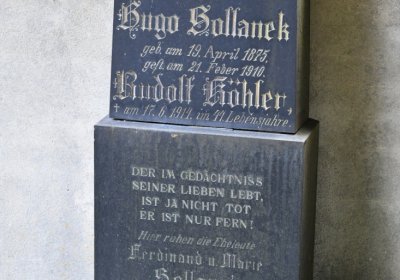 Hugo Sollanek
geb. am 19. April 1875.
gest. am 21. Feber 1910.
Rudolf Köhler,
† am 17. 6. 1914. im 41. Lebensjahre.
DER IM GEDÄCHTNISS
SEINER LIEBEN LEBT,
IST JA NICHT TOT
ER IST NUR FERN!
Hier ruhen die Eheleute
Ferdinand u. Marie